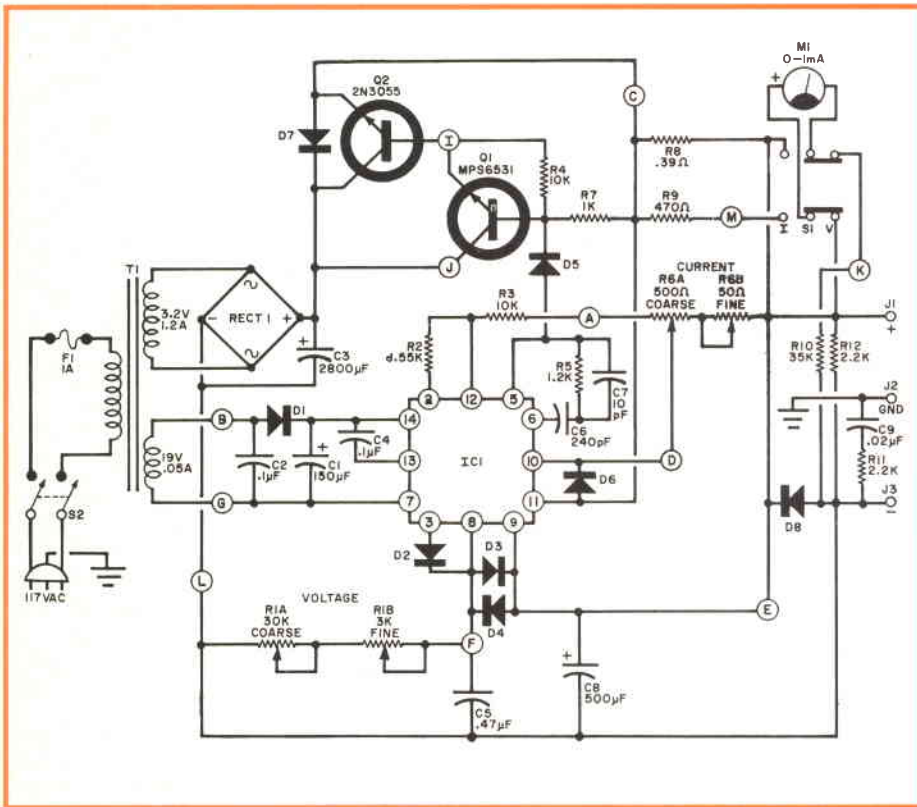 M1
0-1mA
+
Q2
2N3055
C
D7
I
Q1
MPS6531
R4
10K
R8
.39Ω
R7
1K
R9
470Ω
M
I
S1
V
T1
J
D5
CURRENT
R6A
500Ω
COARSE
R6B
50Ω
FINE
K
3.2V
1.2A
-
RECT 1
+
R3
10K
A
J1
+
F1
1A
+
C3
2800µF
R2
R5
1.2K
C7
10
pF
R10
35K
R12
2.2K
J2
GND
2
12
5
B
D1
14
6
C6
240pF
C9
.02µF
19V
.05A
C2
.1µF
+
C1
150µF
C4
.1µF
13
IC1
10
D
D6
R11
2.2K
S2
G
7
11
J3
-
3
8
9
D8
D2
D3
117VAC
L
VOLTAGE
D4
E
R1A
30K
COARSE
R1B
3K
FINE
F
+
C8
500µF
C5
.47µF